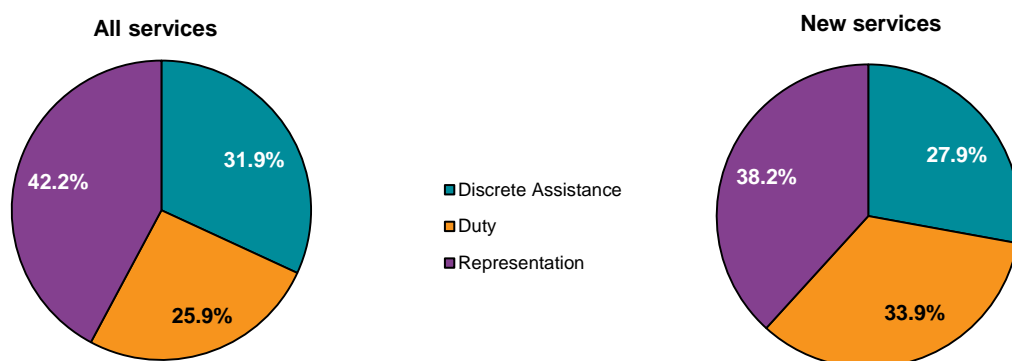 All services
31.9%
42.2%
25.9%
Discrete Assistance
Duty
Representation
New services
27.9%
38.2%
33.9%